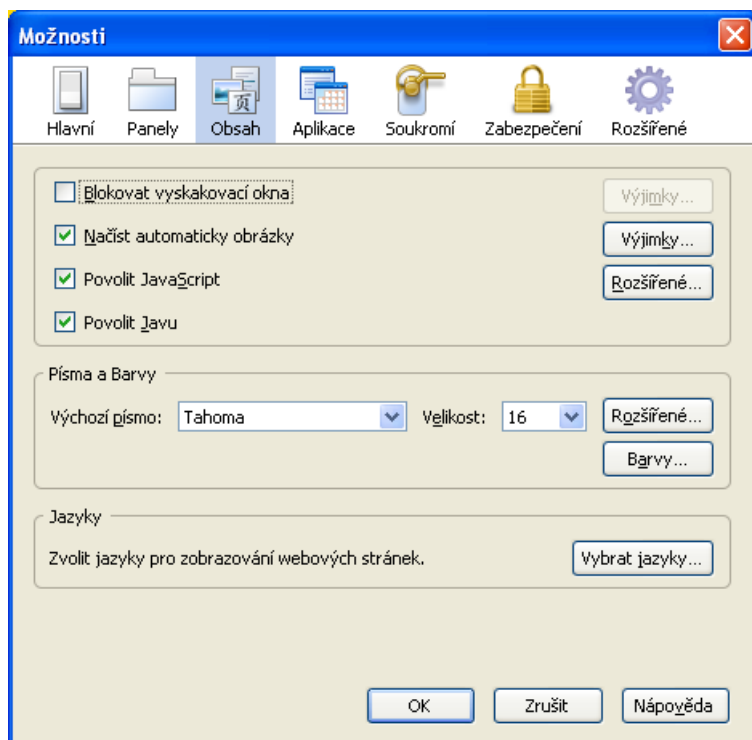 Možnosti
Hlavní Panely Obsah Aplikace Soukromí Zabezpečení Rozšířené
Blokovat vyskakovací okna Výjimky...
Načíst automaticky obrázky Výjimky...
Povolit JavaScript Rozšířené...
Povolit Javu
Písma a Barvy
Výchozí písmo: Tahoma Velikost: 16 Rozšířené...
Barvy...
Jazyky
Zvolit jazyky pro zobrazování webových stránek. Vybrat jazyky...
OK Zrušit Nápověda